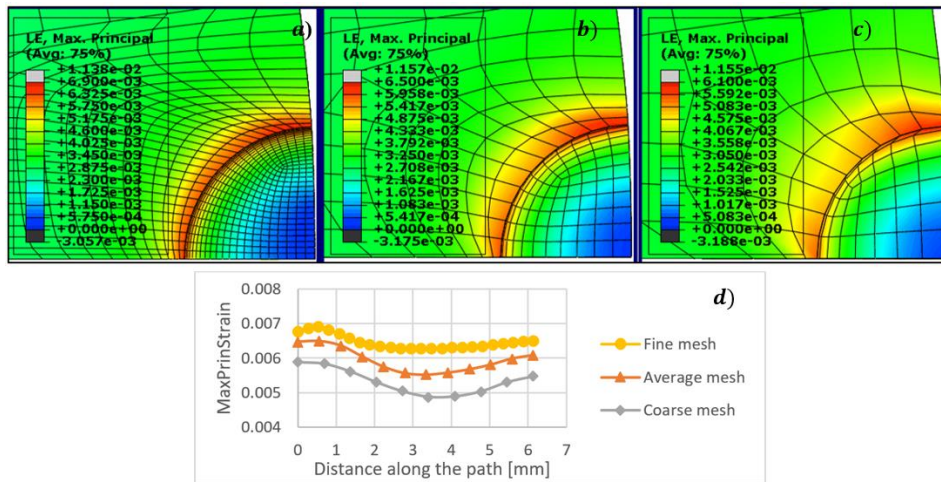 a)
LE, Max. Principal
(Avg: 75%)
+1.138e-02
+6.900e-03
+6.325e-03
+5.750e-03
+5.175e-03
+4.600e-03
+4.025e-03
+3.450e-03
+2.875e-03
+2.300e-03
+1.725e-03
+1.150e-03
+5.750e-04
+0.000e+00
-3.057e-03
b)
LE, Max. Principal
(Avg: 75%)
+1.157e-02
+6.500e-03
+5.958e-03
+5.417e-03
+4.875e-03
+4.333e-03
+3.792e-03
+3.250e-03
+2.708e-03
+2.167e-03
+1.625e-03
+1.083e-03
+5.417e-04
+0.000e+00
-3.175e-03
c)
LE, Max. Principal
(Avg: 75%)
+1.155e-02
+6.100e-03
+5.592e-03
+5.083e-03
+4.575e-03
+4.067e-03
+3.558e-03
+3.050e-03
+2.542e-03
+2.033e-03
+1.525e-03
+1.017e-03
+5.083e-04
+0.000e+00
-3.188e-03
d)
MaxPrinStrain
0.008
0.007
0.006
0.005
0.004
0 1 2 3 4 5 6 7
Distance along the path [mm]
Fine mesh
Average mesh
Coarse mesh